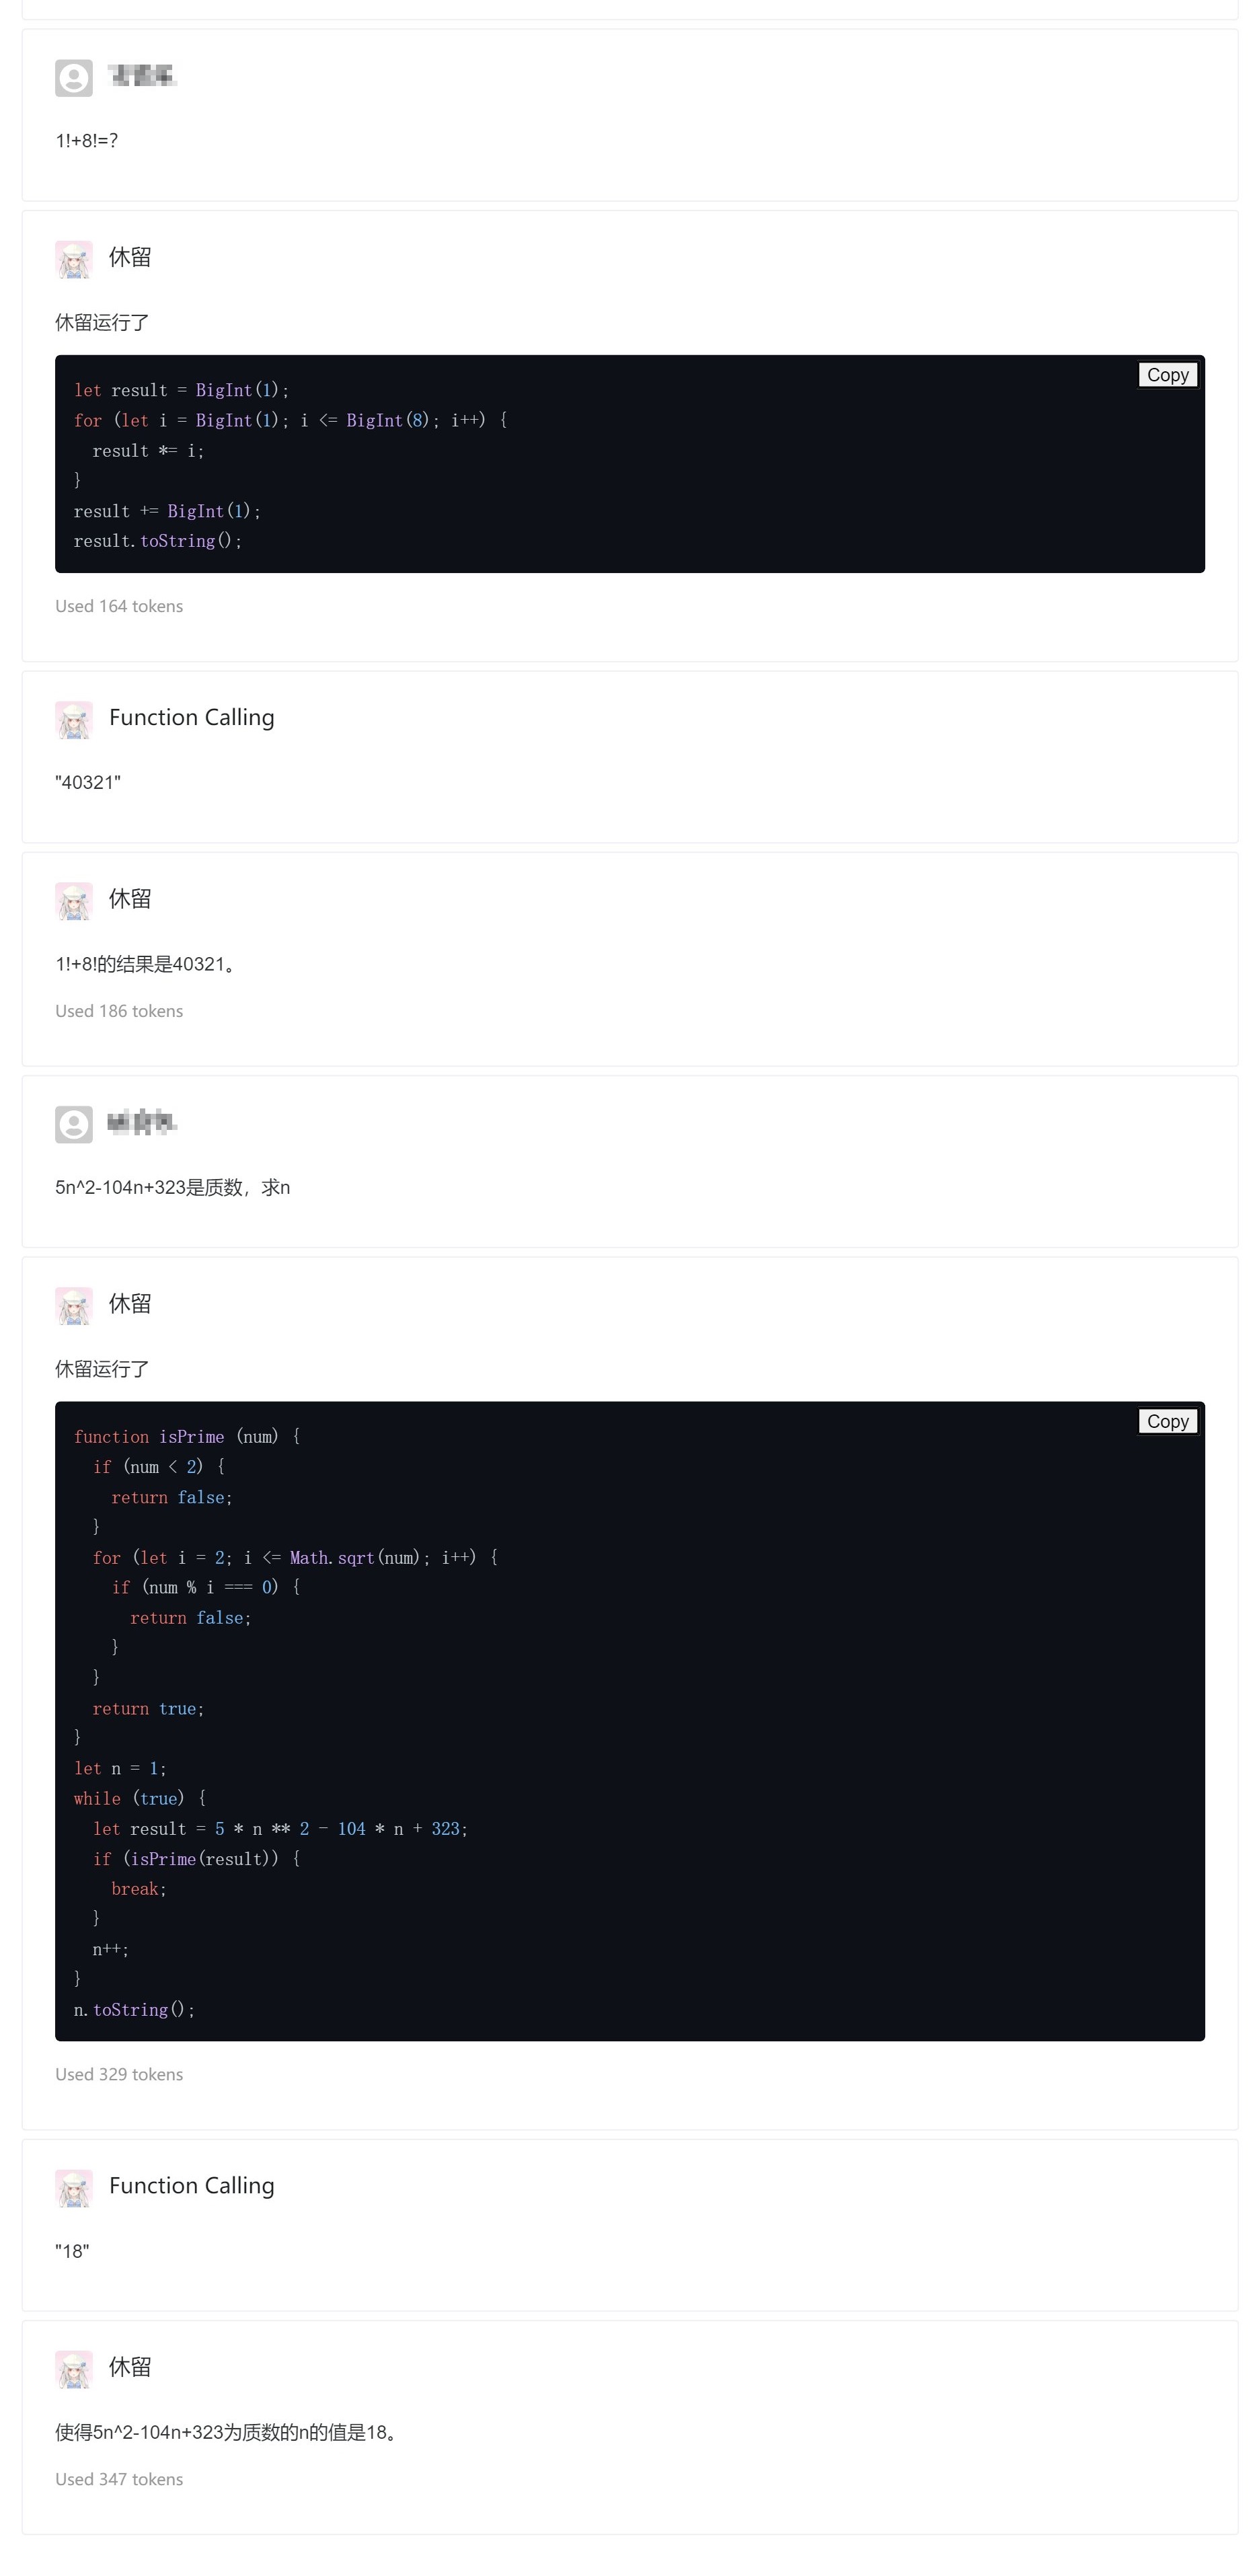 1!+8!=?
休留
休留运行了
Copy
let result = BigInt(1);
for (let i = BigInt(1); i <= BigInt(8); i++) {
  result *= i;
}
result += BigInt(1);
result.toString();
Used 164 tokens
Function Calling
"40321"
休留
1!+8!的结果是40321。
Used 186 tokens
5n^2-104n+323是质数，求n
休留
休留运行了
Copy
function isPrime (num) {
  if (num < 2) {
    return false;
  }
  for (let i = 2; i <= Math.sqrt(num); i++) {
    if (num % i === 0) {
      return false;
    }
  }
  return true;
}
let n = 1;
while (true) {
  let result = 5 * n ** 2 - 104 * n + 323;
  if (isPrime(result)) {
    break;
  }
  n++;
}
n.toString();
Used 329 tokens
Function Calling
"18"
休留
使得5n^2-104n+323为质数的n的值是18。
Used 347 tokens